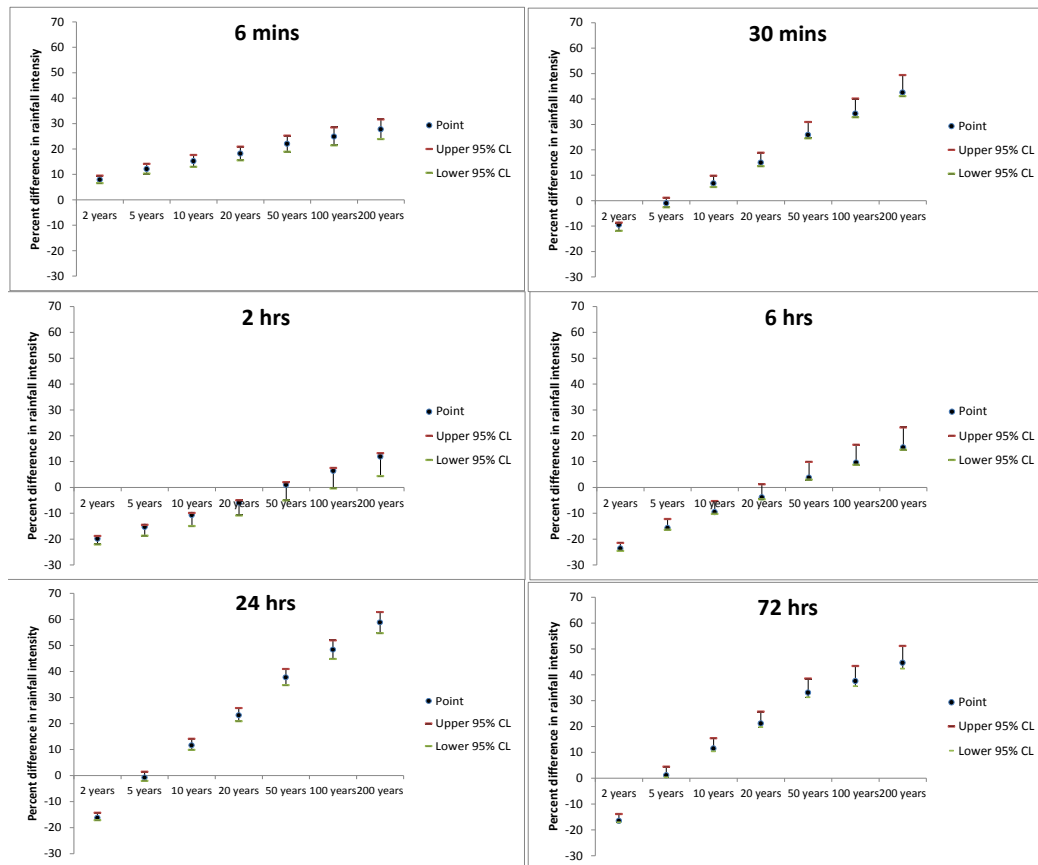 6 mins
Percent difference in rainfall intensiy
70
60
50
40
30
20
10
0
-10
-20
-30
2 years 5 years 10 years 20 years 50 years 100 years 200 years
Point
Upper 95% CL
Lower 95% CL
30 mins
Percent difference in rainfall intensiy
70
60
50
40
30
20
10
0
-10
-20
-30
2 years 5 years 10 years 20 years 50 years 100 years 200 years
Point
Upper 95% CL
Lower 95% CL
2 hrs
Percent difference in rainfall intensity
70
60
50
40
30
20
10
0
-10
-20
-30
2 years 5 years 10 years 20 years 50 years 100 years 200 years
Point
Upper 95% CL
Lower 95% CL
6 hrs
Percent difference in rainfall intensity
70
60
50
40
30
20
10
0
-10
-20
-30
2 years 5 years 10 years 20 years 50 years 100 years 200 years
Point
Upper 95% CL
Lower 95% CL
24 hrs
Percent difference in rainfall intensity
70
60
50
40
30
20
10
0
-10
-20
-30
2 years 5 years 10 years 20 years 50 years 100 years 200 years
Point
Upper 95% CL
Lower 95% CL
72 hrs
Percent difference in rainfall intensity
70
60
50
40
30
20
10
0
-10
-20
-30
2 years 5 years 10 years 20 years 50 years 100 years 200 years
Point
Upper 95% CL
Lower 95% CL